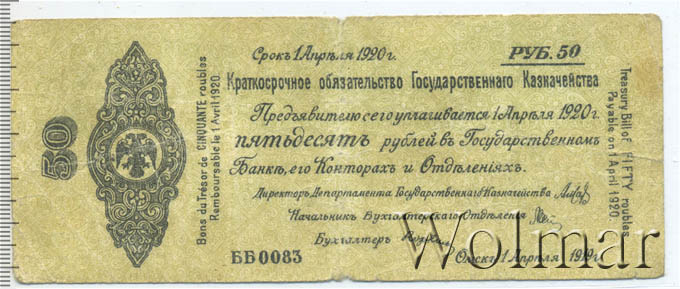 50
Bons du Trésor de CINQUANTE roubles
Remboursable le 1 Avril 1920
Срокъ 1 Апрѣля 1920 г.
РУБ. 50
Краткосрочное обязательство Государственнаго Казначейства
Предъявителю сего уплачивается 1 Апрѣля 1920 г.
пятьдесятъ рублей въ Государственномъ
Банкѣ, его Конторахъ и Отдѣленіяхъ.
Директоръ Департамента Государственнаго Казначейства
Начальникъ Бухгалтерскаго Отдѣленія
Бухгалтеръ
ББ0083
Омскъ 1 Апрѣля 1919 г.
Treasury Bill of FIFTY roubles
Payable on 1 April 1920.
Wolmar